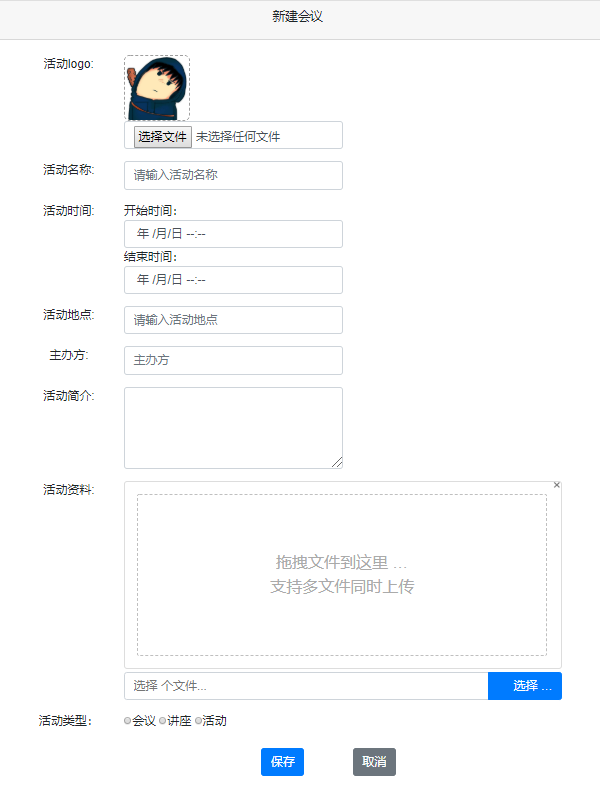 新建会议
活动logo:
选择文件 未选择任何文件
活动名称: 请输入活动名称
活动时间: 开始时间:
年 /月/日 --:--
结束时间:
年 /月/日 --:--
活动地点: 请输入活动地点
主办方: 主办方
活动简介:
活动资料: ×
拖拽文件到这里 …
支持多文件同时上传
选择 个文件... 选择 ...
活动类型: 会议 讲座 活动
保存 取消